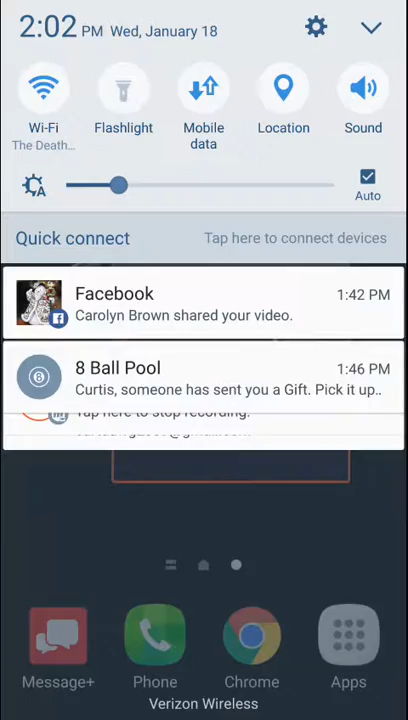 2:02 PM Wed, January 18
Wi-Fi
The Death...
Flashlight
Mobile
data
Location
Sound
A
Auto
Quick connect
Tap here to connect devices
Facebook
1:42 PM
Carolyn Brown shared your video.
8 Ball Pool
1:46 PM
8
Curtis, someone has sent you a Gift. Pick it up..
Tap here to stop recording.
Message+
Phone
Chrome
Apps
Verizon Wireless